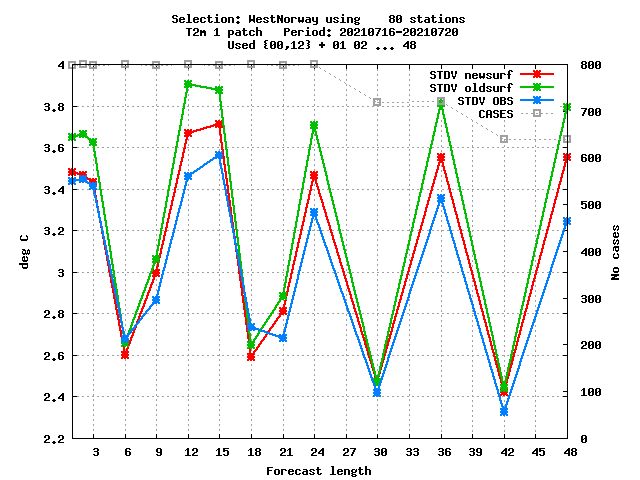 Selection: WestNorway using    80 stations
T2m 1 patch   Period: 20210716-20210720
Used {00,12} + 01 02 ... 48
STDV newsurf
STDV oldsurf
STDV OBS
CASES
4
3,8
3,6
3,4
3,2
3
2,8
2,6
2,4
2,2
deg C
800
700
600
500
400
300
200
100
0
No cases
3 6 9 12 15 18 21 24 27 30 33 36 39 42 45 48
Forecast length